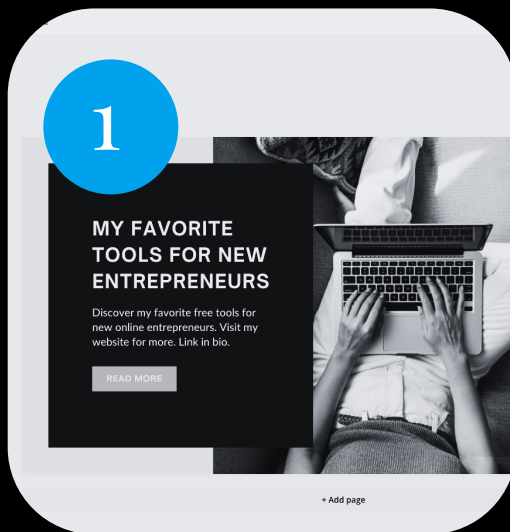 1
MY FAVORITE
TOOLS FOR NEW
ENTREPRENEURS
Discover my favorite free tools for
new online entrepreneurs. Visit my
website for more. Link in bio.
READ MORE
+ Add page